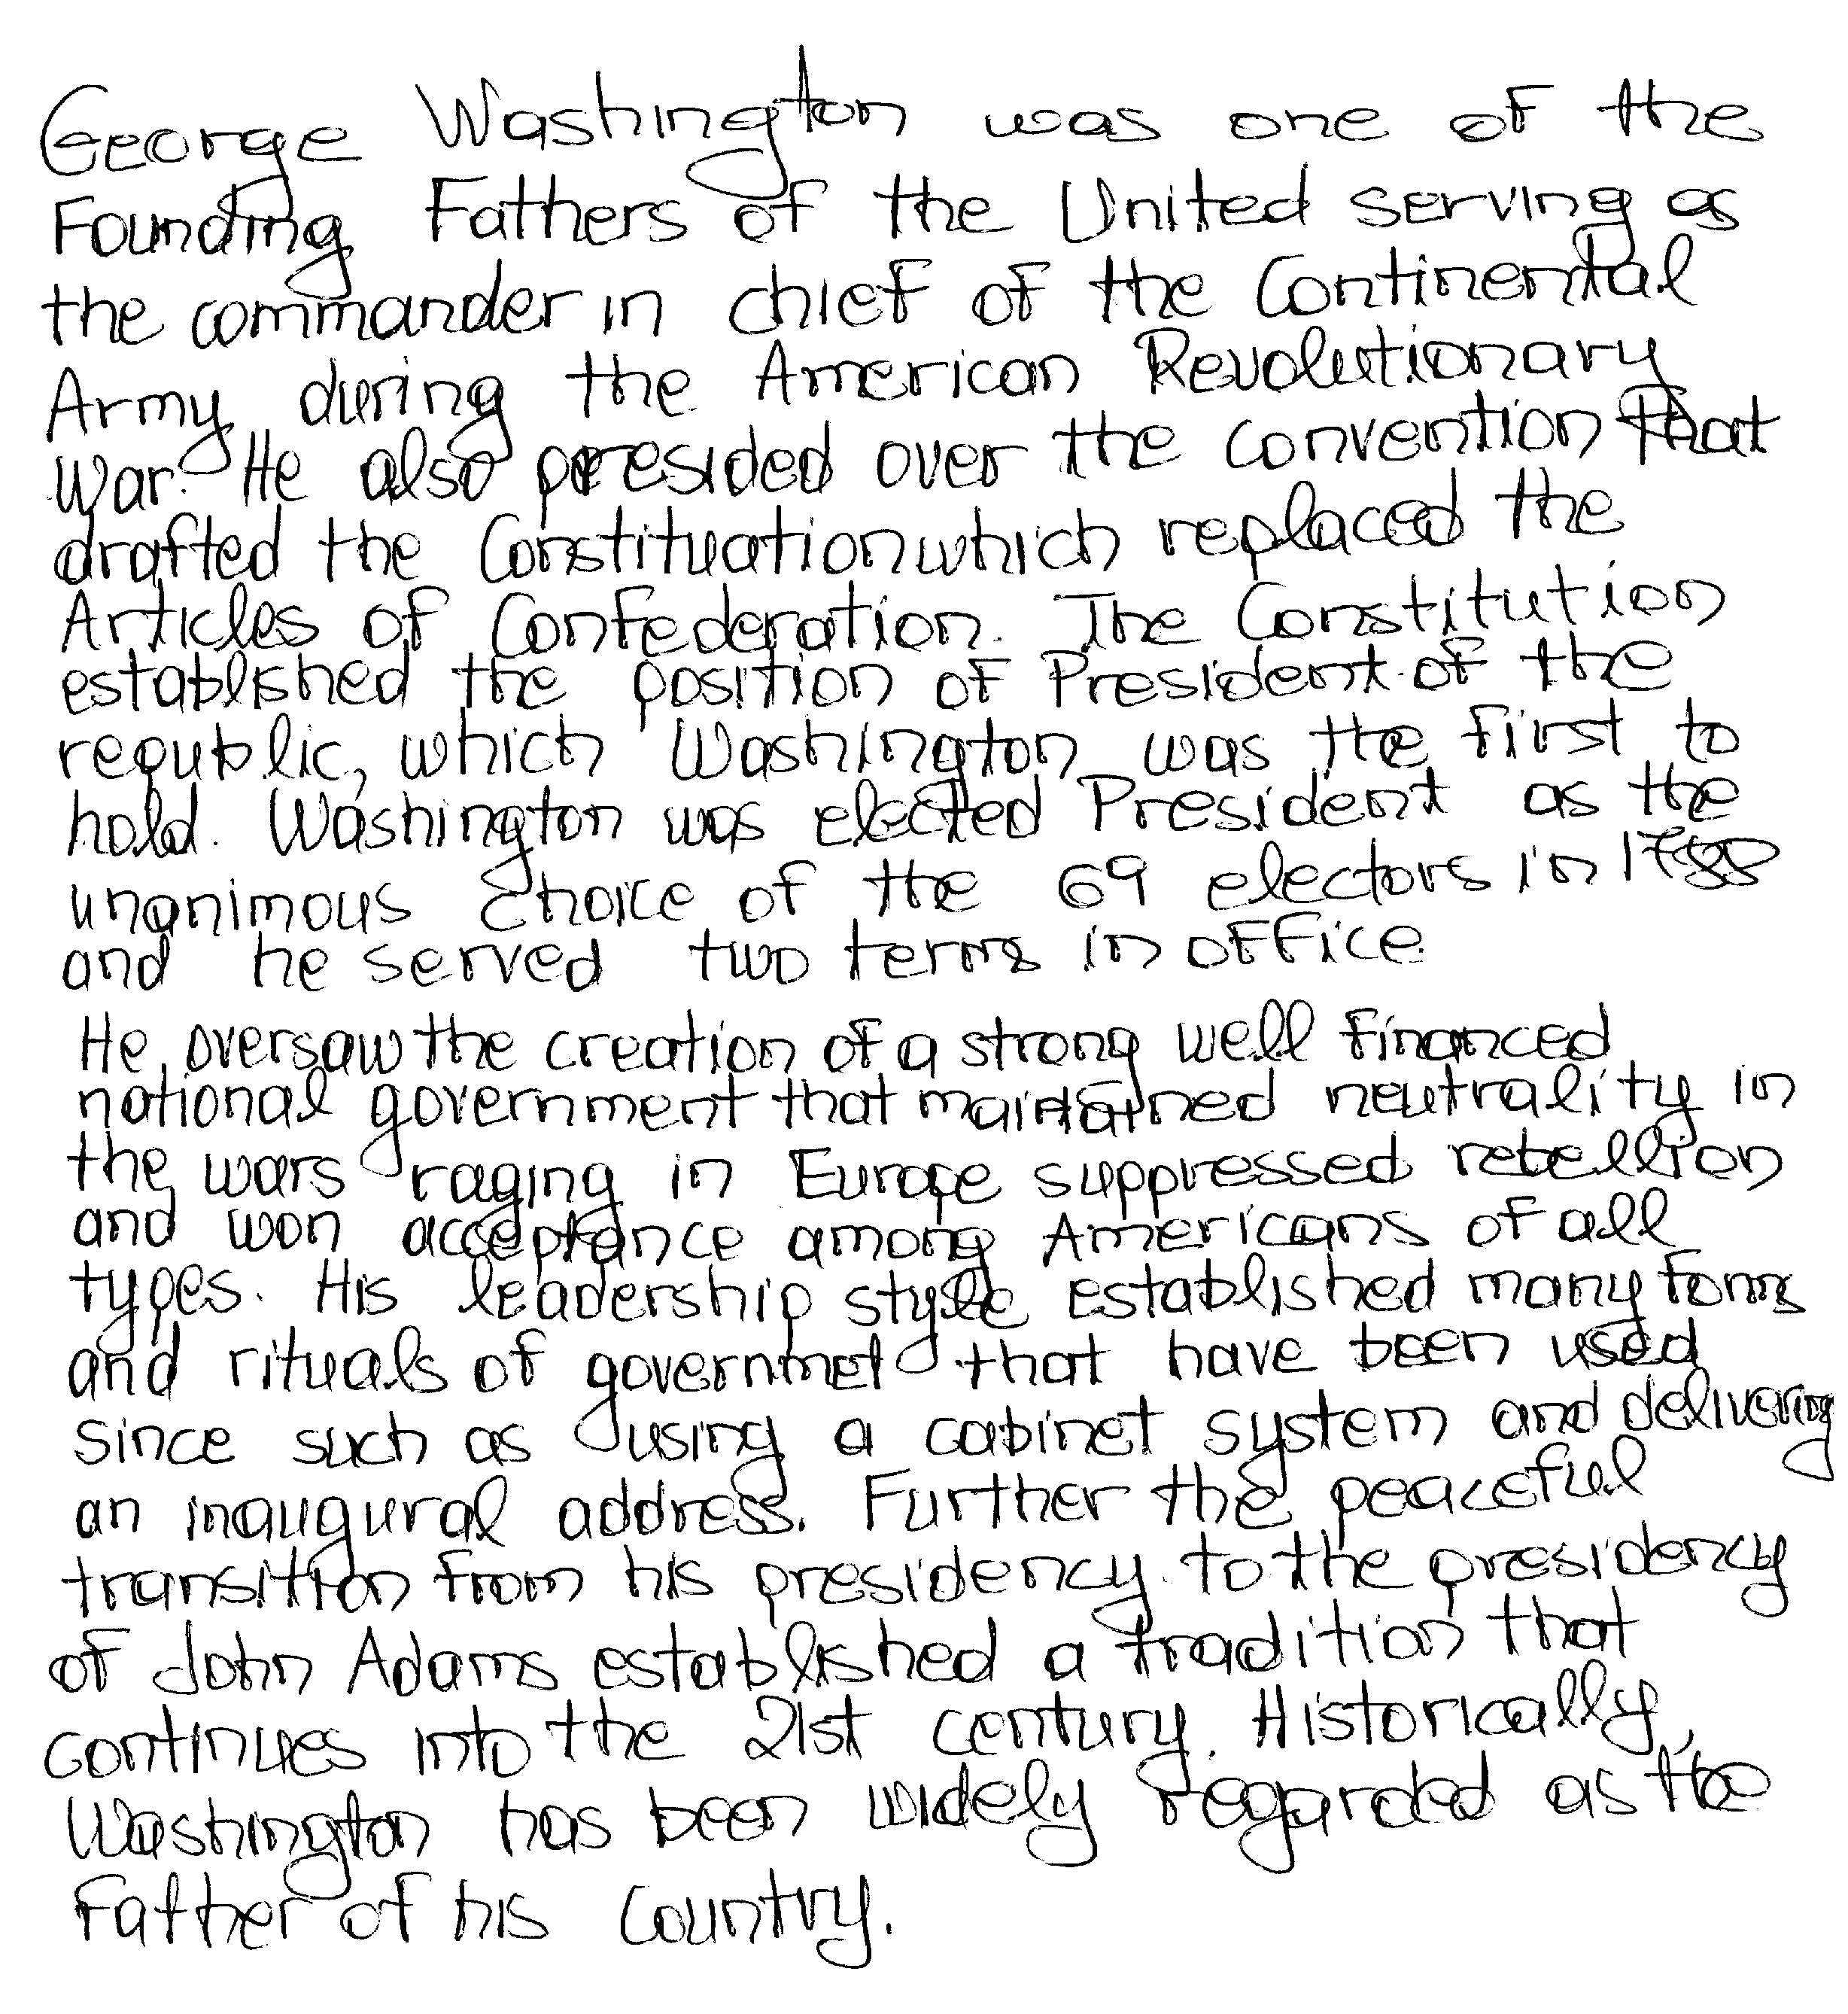 George Washington was one of the
Founding Fathers of the United serving as
the commander in chief of the Continental
Army during the American Revolutionary
War. He also presided over the convention that
drafted the Constituation which replaced the
Articles of Confederation. The Constitution
established the position of President of the
republic, which Washington was the first to
hold. Washington was elected President as the
unanimous choice of the 69 electors in 1788
and he served two terms in office.
He oversaw the creation of a strong well financed
national government that maintained neutrality in
the wars raging in Europe suppressed rebellion
and won acceptance among Americans of all
types. His leadership style established many forms
and rituals of governmet that have been used
since such as using a cabinet system and delivering
an inaugural address. Further the peaceful
transition from his presidency to the presidency
of John Adams established a tradition that
continues into the 21st century. Historically,
Washington has been widely regarded as the
Father of his country.